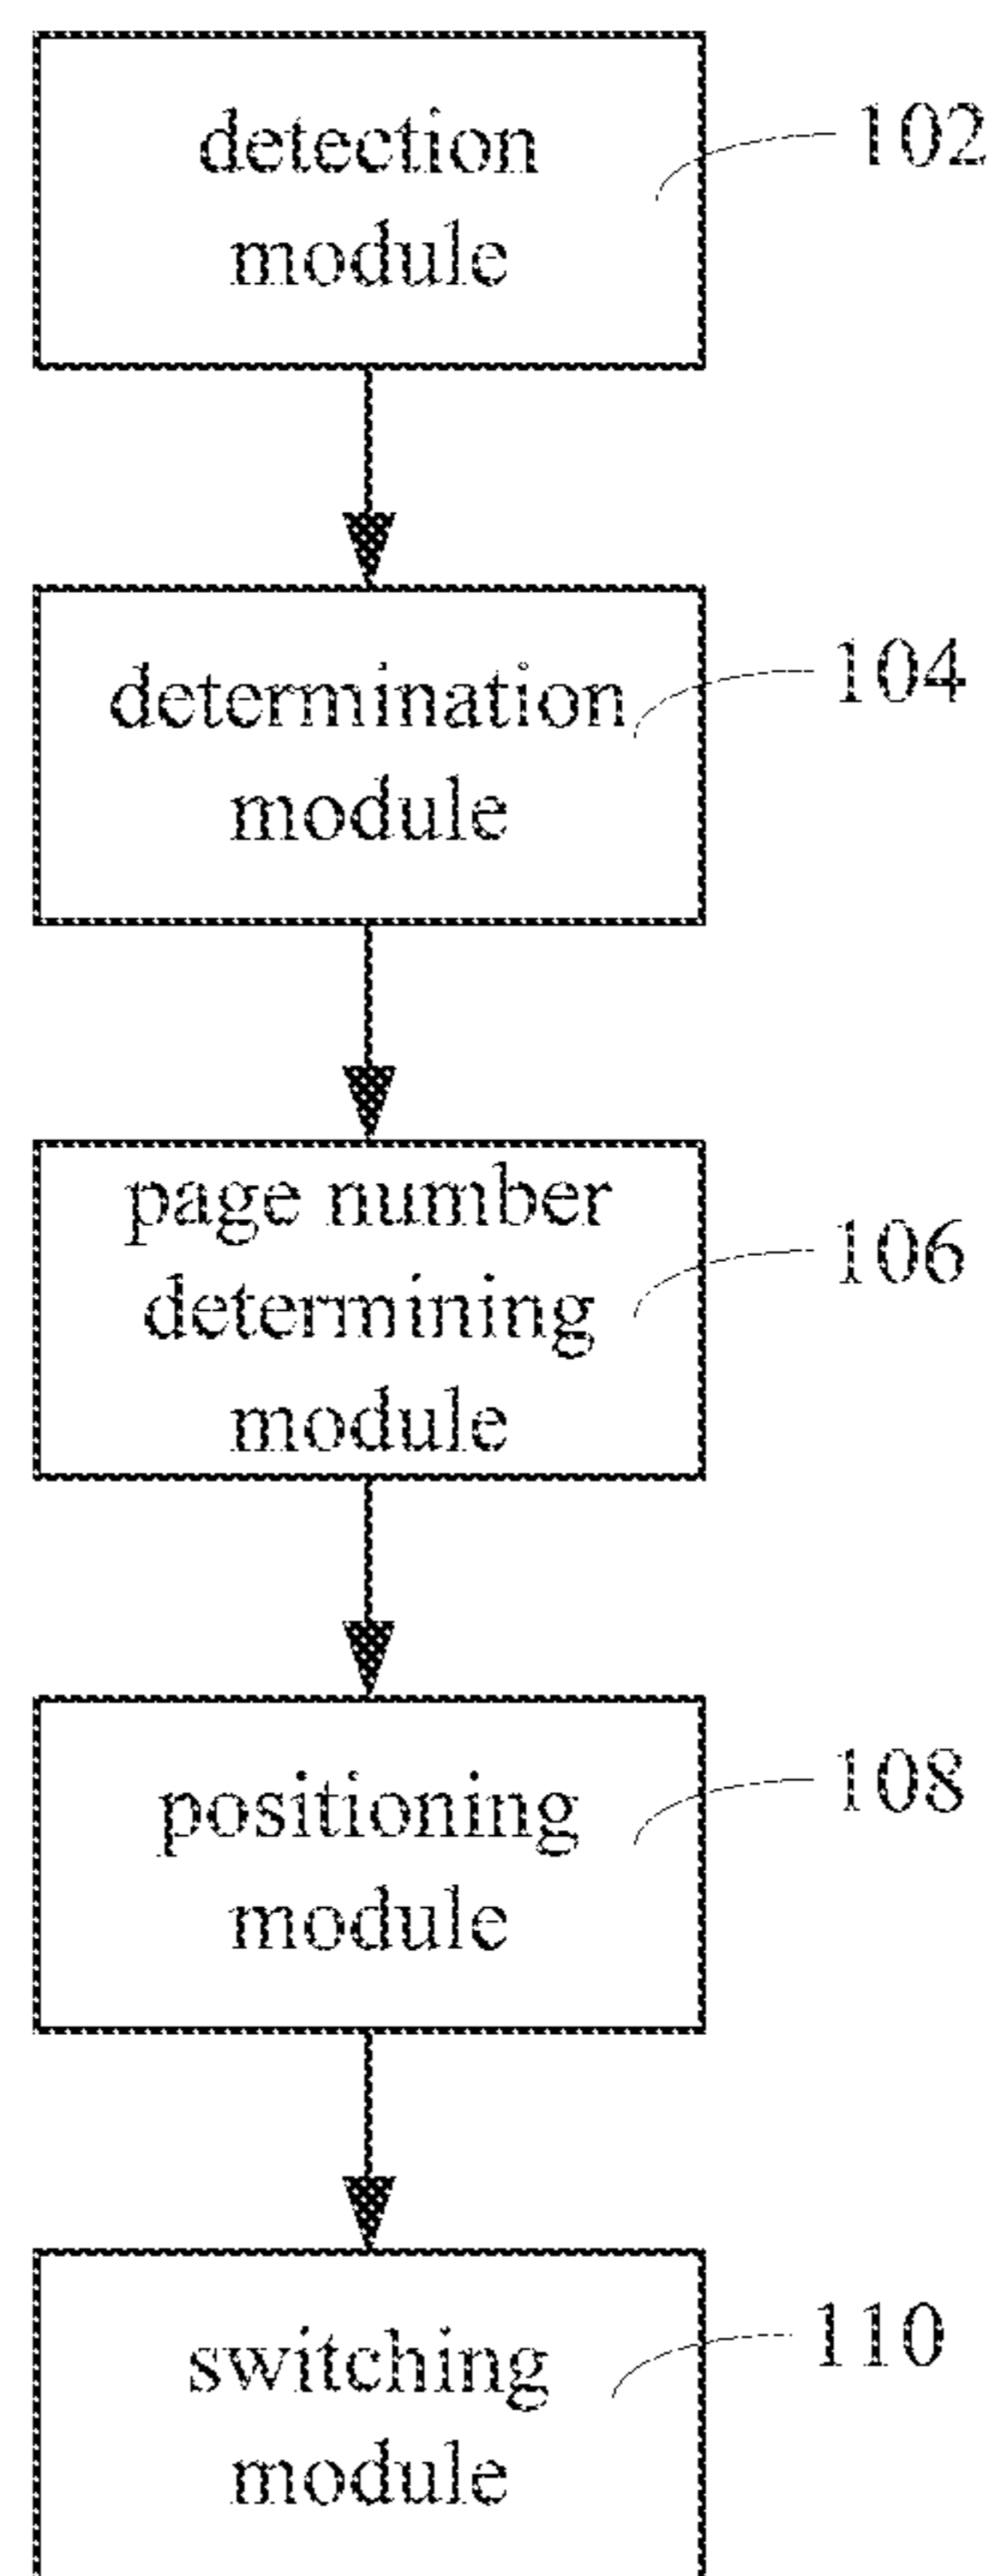 detection
module
102
determination
module
104
page number
determining
module
106
positioning
module
108
switching
module
110